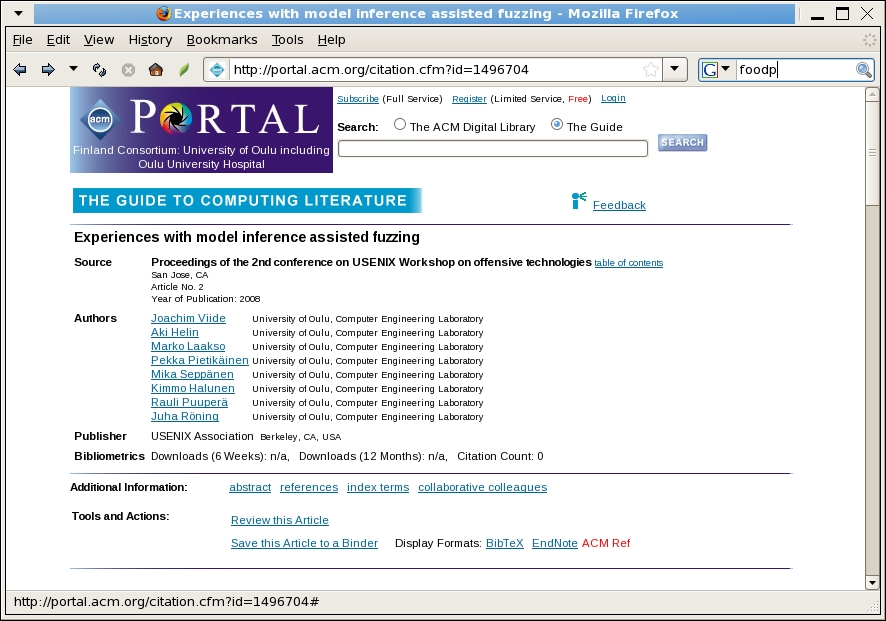 Experiences with model inference assisted fuzzing - Mozilla Firefox
File Edit View History Bookmarks Tools Help
http://portal.acm.org/citation.cfm?id=1496704 G foodp
acm PORTAL
Finland Consortium: University of Oulu including
Oulu University Hospital
Subscribe (Full Service) Register (Limited Service, Free) Login
Search: The ACM Digital Library The Guide
SEARCH
THE GUIDE TO COMPUTING LITERATURE
Feedback
Experiences with model inference assisted fuzzing
Source Proceedings of the 2nd conference on USENIX Workshop on offensive technologies table of contents
San Jose, CA
Article No. 2
Year of Publication: 2008
Authors Joachim Viide University of Oulu, Computer Engineering Laboratory
Aki Helin University of Oulu, Computer Engineering Laboratory
Marko Laakso University of Oulu, Computer Engineering Laboratory
Pekka Pietikäinen University of Oulu, Computer Engineering Laboratory
Mika Seppänen University of Oulu, Computer Engineering Laboratory
Kimmo Halunen University of Oulu, Computer Engineering Laboratory
Rauli Puuperä University of Oulu, Computer Engineering Laboratory
Juha Röning University of Oulu, Computer Engineering Laboratory
Publisher USENIX Association Berkeley, CA, USA
Bibliometrics Downloads (6 Weeks): n/a, Downloads (12 Months): n/a, Citation Count: 0
Additional Information: abstract references index terms collaborative colleagues
Tools and Actions: Review this Article
Save this Article to a Binder Display Formats: BibTeX EndNote ACM Ref
http://portal.acm.org/citation.cfm?id=1496704#